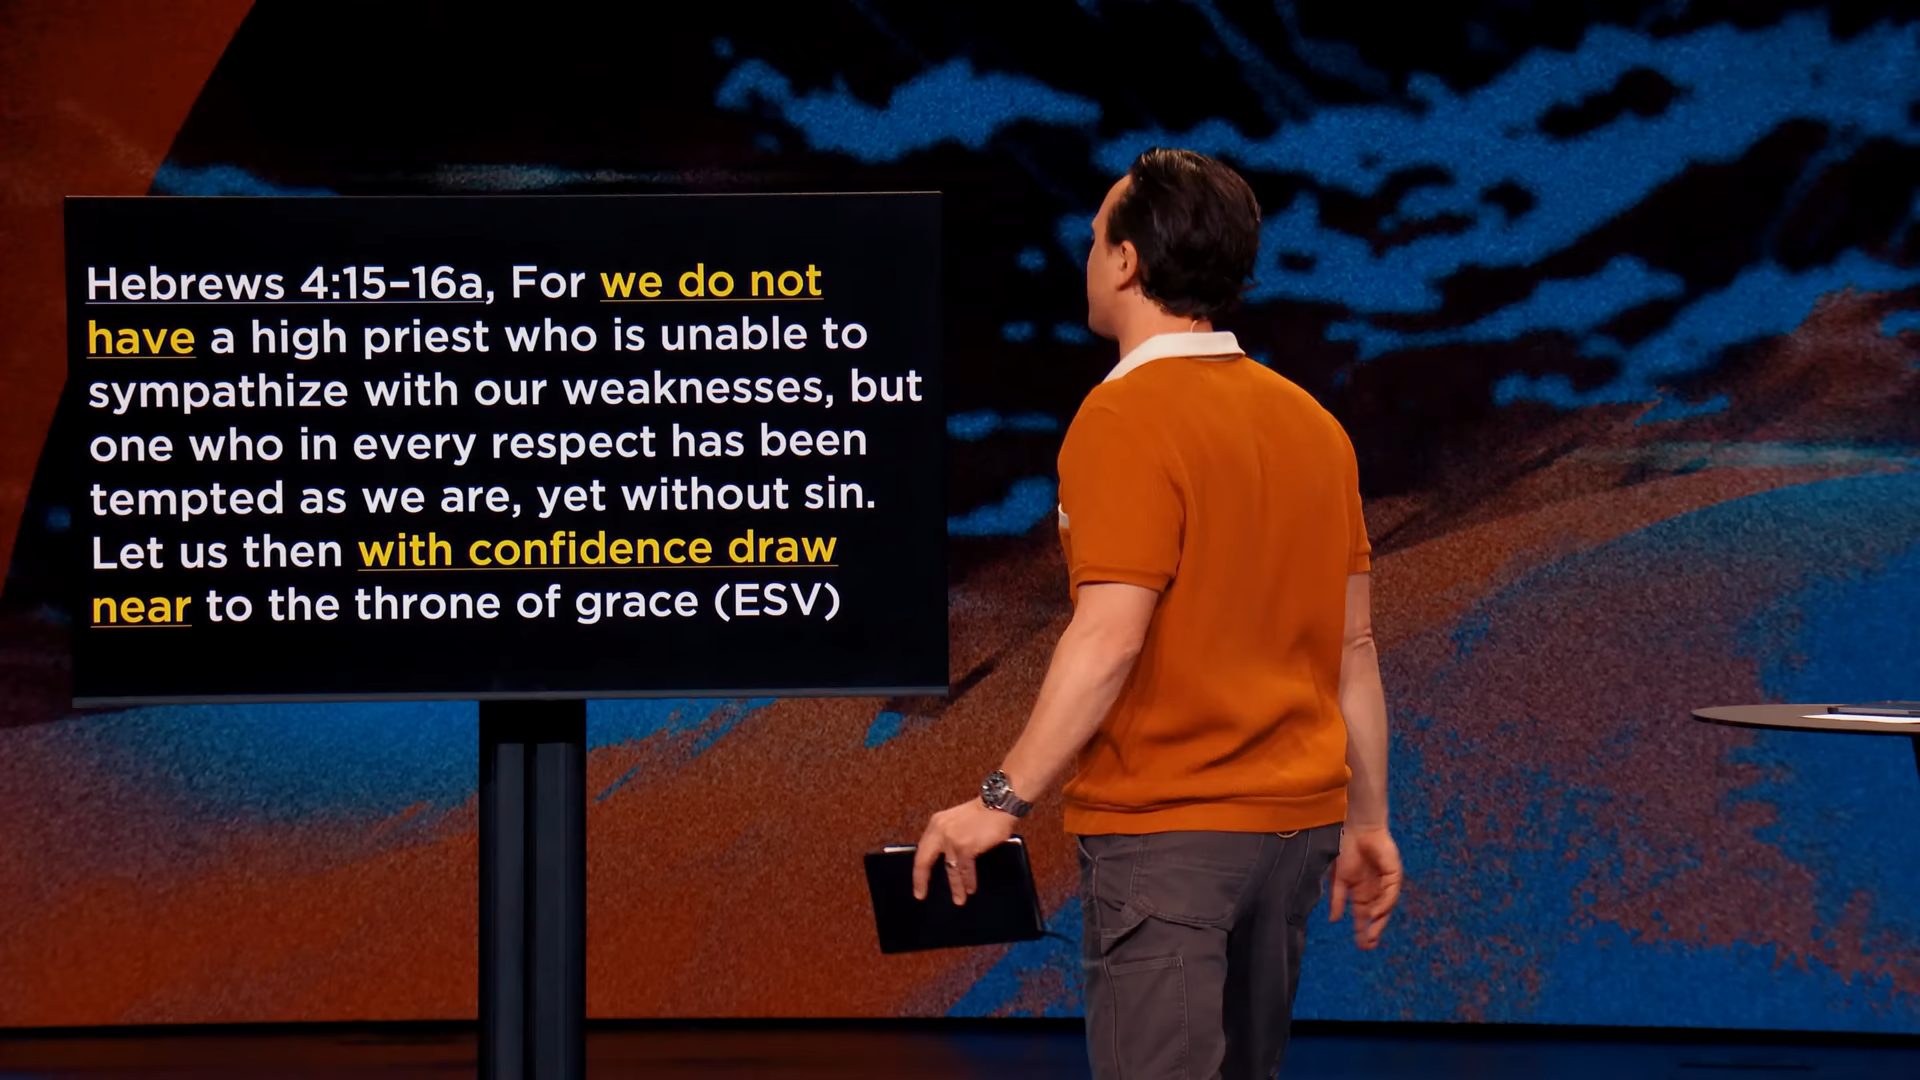 Hebrews 4:15–16a, For we do not
have a high priest who is unable to
sympathize with our weaknesses, but
one who in every respect has been
tempted as we are, yet without sin.
Let us then with confidence draw
near to the throne of grace (ESV)